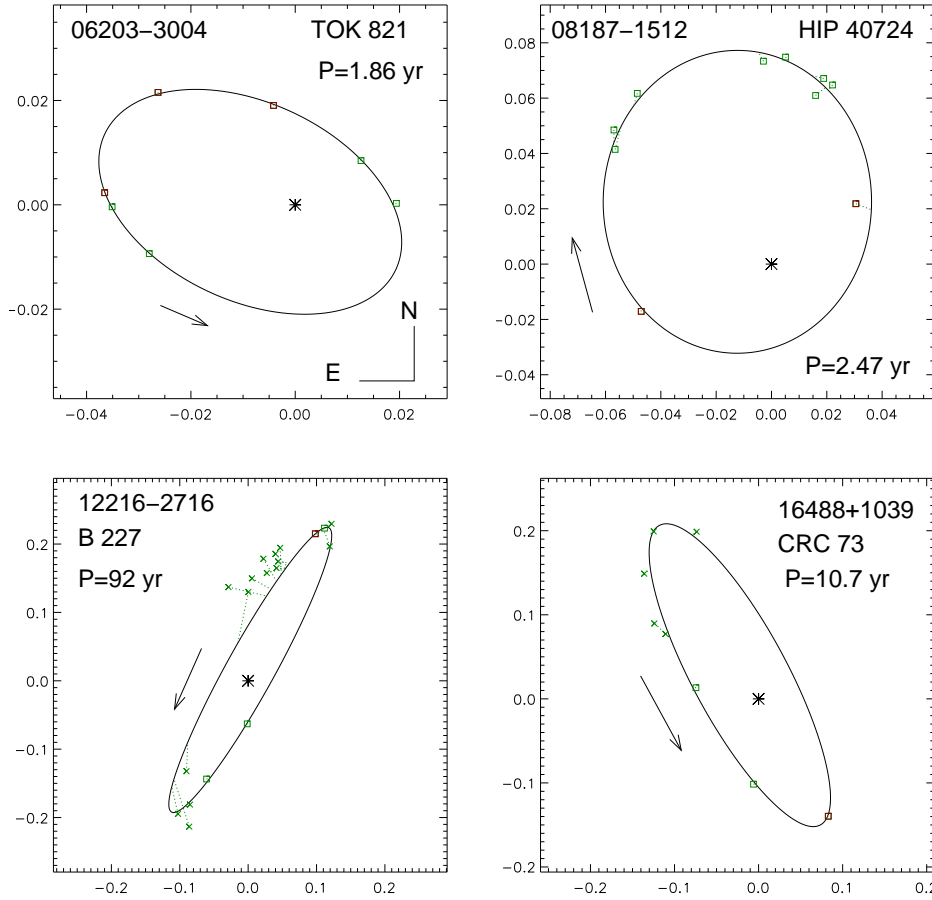 06203−3004 TOK 821
P=1.86 yr
0.02
0.00
−0.02
N
E
−0.04 −0.02 0.00 0.02
08187−1512 HIP 40724
0.08
0.06
0.04
0.02
0.00
−0.02
−0.04
P=2.47 yr
−0.08 −0.06 −0.04 −0.02 0.00 0.02 0.04
12216−2716
B 227
P=92 yr
0.2
0.1
0.0
−0.1
−0.2
−0.2 −0.1 0.0 0.1 0.2
16488+1039
CRC 73
P=10.7 yr
0.2
0.1
0.0
−0.1
−0.2
−0.2 −0.1 0.0 0.1